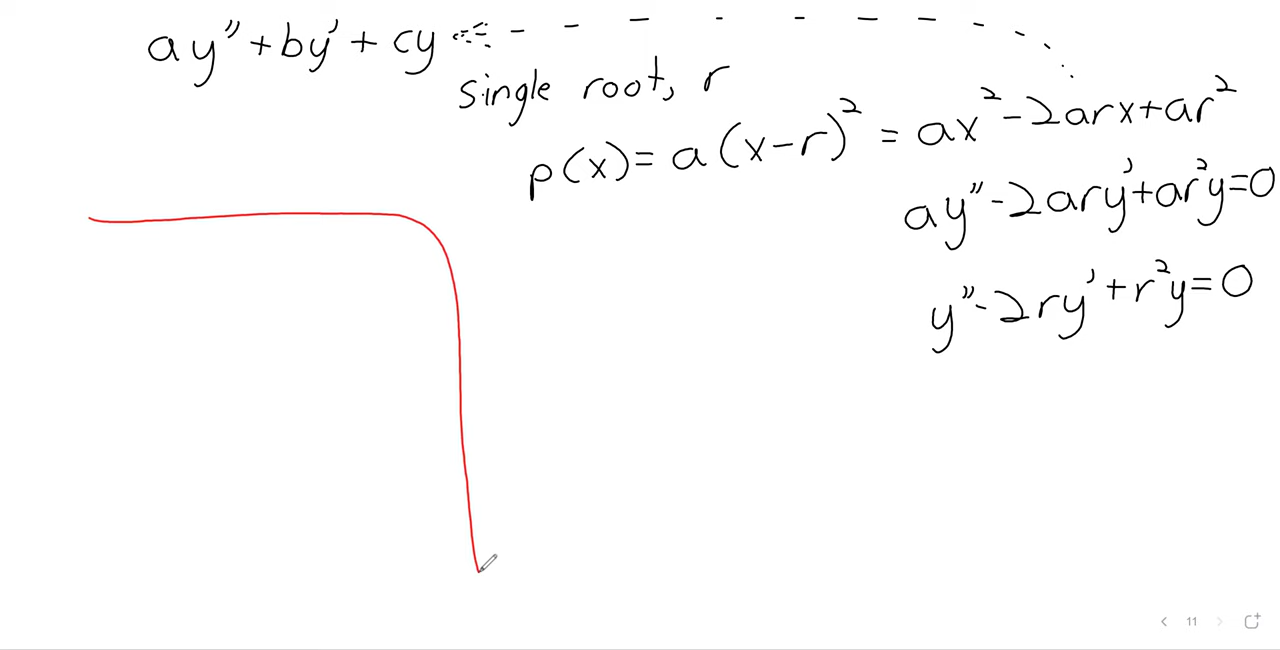 ay'' + by' + cy
single root, r
p(x) = a(x-r)² = ax² - 2arx + ar²
ay'' - 2ary' + ar²y = 0
y'' - 2ry' + r²y = 0
11